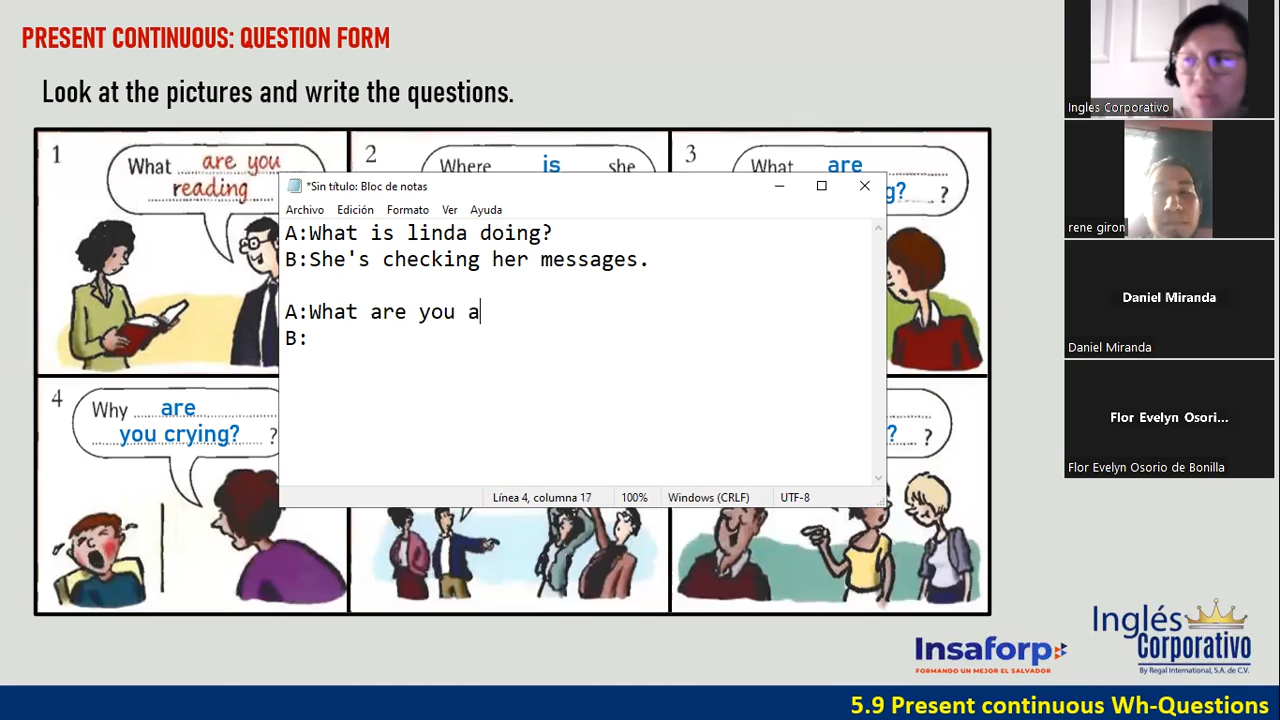 PRESENT CONTINUOUS: QUESTION FORM
Look at the pictures and write the questions.
1
What are you
reading
2
Where is she
3
What are
g? ?
*Sin título: Bloc de notas
Archivo Edición Formato Ver Ayuda
A:What is linda doing?
B:She's checking her messages.
A:What are you a
B:
Línea 4, columna 17 100% Windows (CRLF) UTF-8
4
Why are
you crying? ?
? ?
Ingles Corporativo
rene giron
Daniel Miranda
Daniel Miranda
Flor Evelyn Osori...
Flor Evelyn Osorio de Bonilla
Insaforp
FORMANDO UN MEJOR EL SALVADOR
Inglés
Corporativo
By Regal International, S.A. de C.V.
5.9 Present continuous Wh-Questions